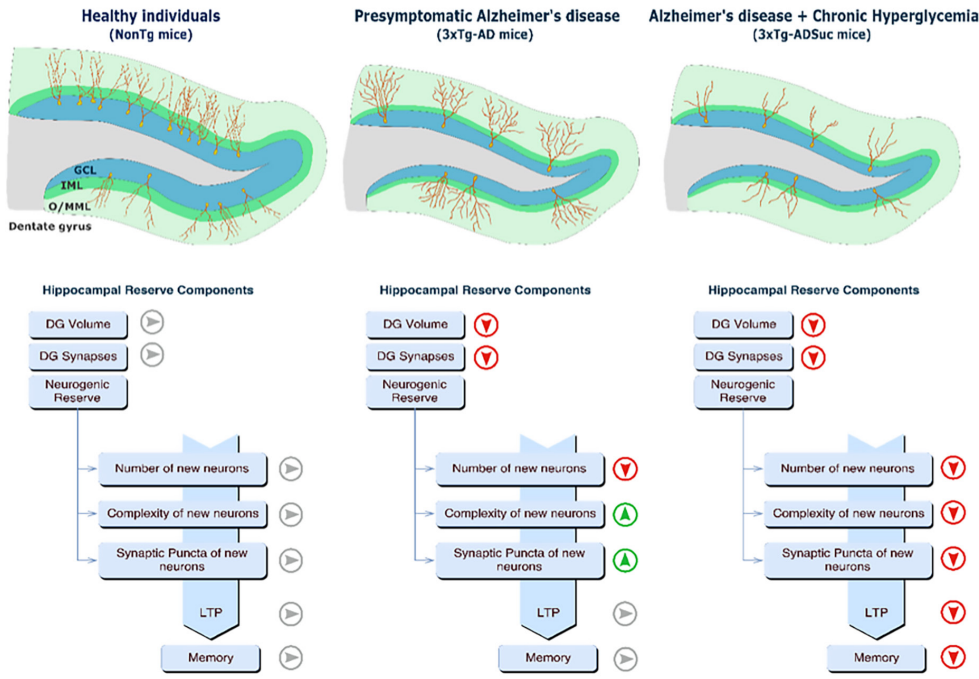 Healthy individuals
(NonTg mice)
GCL
IML
O/MML
Dentate gyrus
Hippocampal Reserve Components
DG Volume
DG Synapses
Neurogenic
Reserve
Number of new neurons
Complexity of new neurons
Synaptic Puncta of new
neurons
LTP
Memory
Presymptomatic Alzheimer's disease
(3xTg-AD mice)
Hippocampal Reserve Components
DG Volume
DG Synapses
Neurogenic
Reserve
Number of new neurons
Complexity of new neurons
Synaptic Puncta of new
neurons
LTP
Memory
Alzheimer's disease + Chronic Hyperglycemia
(3xTg-ADSuc mice)
Hippocampal Reserve Components
DG Volume
DG Synapses
Neurogenic
Reserve
Number of new neurons
Complexity of new neurons
Synaptic Puncta of new
neurons
LTP
Memory